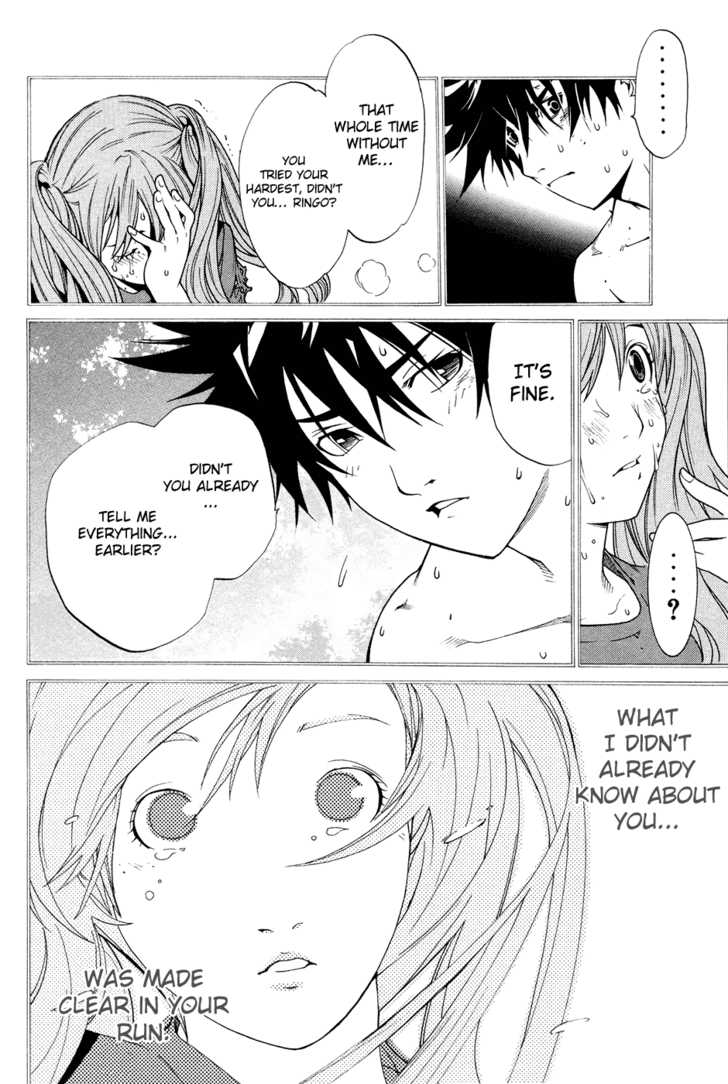 .........
THAT
WHOLE TIME
WITHOUT
ME...
YOU
TRIED YOUR
HARDEST, DIDN'T
YOU... RINGO?
.....?
IT'S
FINE.
DIDN'T
YOU ALREADY
...
TELL ME
EVERYTHING...
EARLIER?
WHAT
I DIDN'T
ALREADY
KNOW ABOUT
YOU...
WAS MADE
CLEAR IN YOUR
RUN.